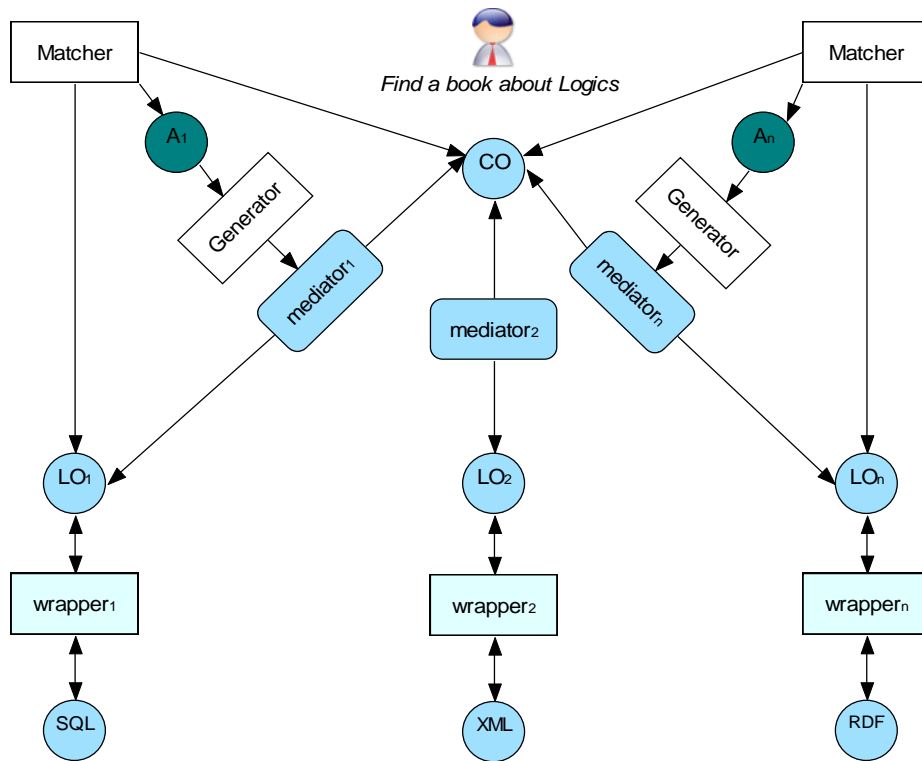 Matcher
Matcher
Find a book about Logics
A1
An
CO
Generator
Generator
mediator1
mediatorn
mediator2
LO1
LO2
LOn
wrapper1
wrapper2
wrappern
SQL
XML
RDF